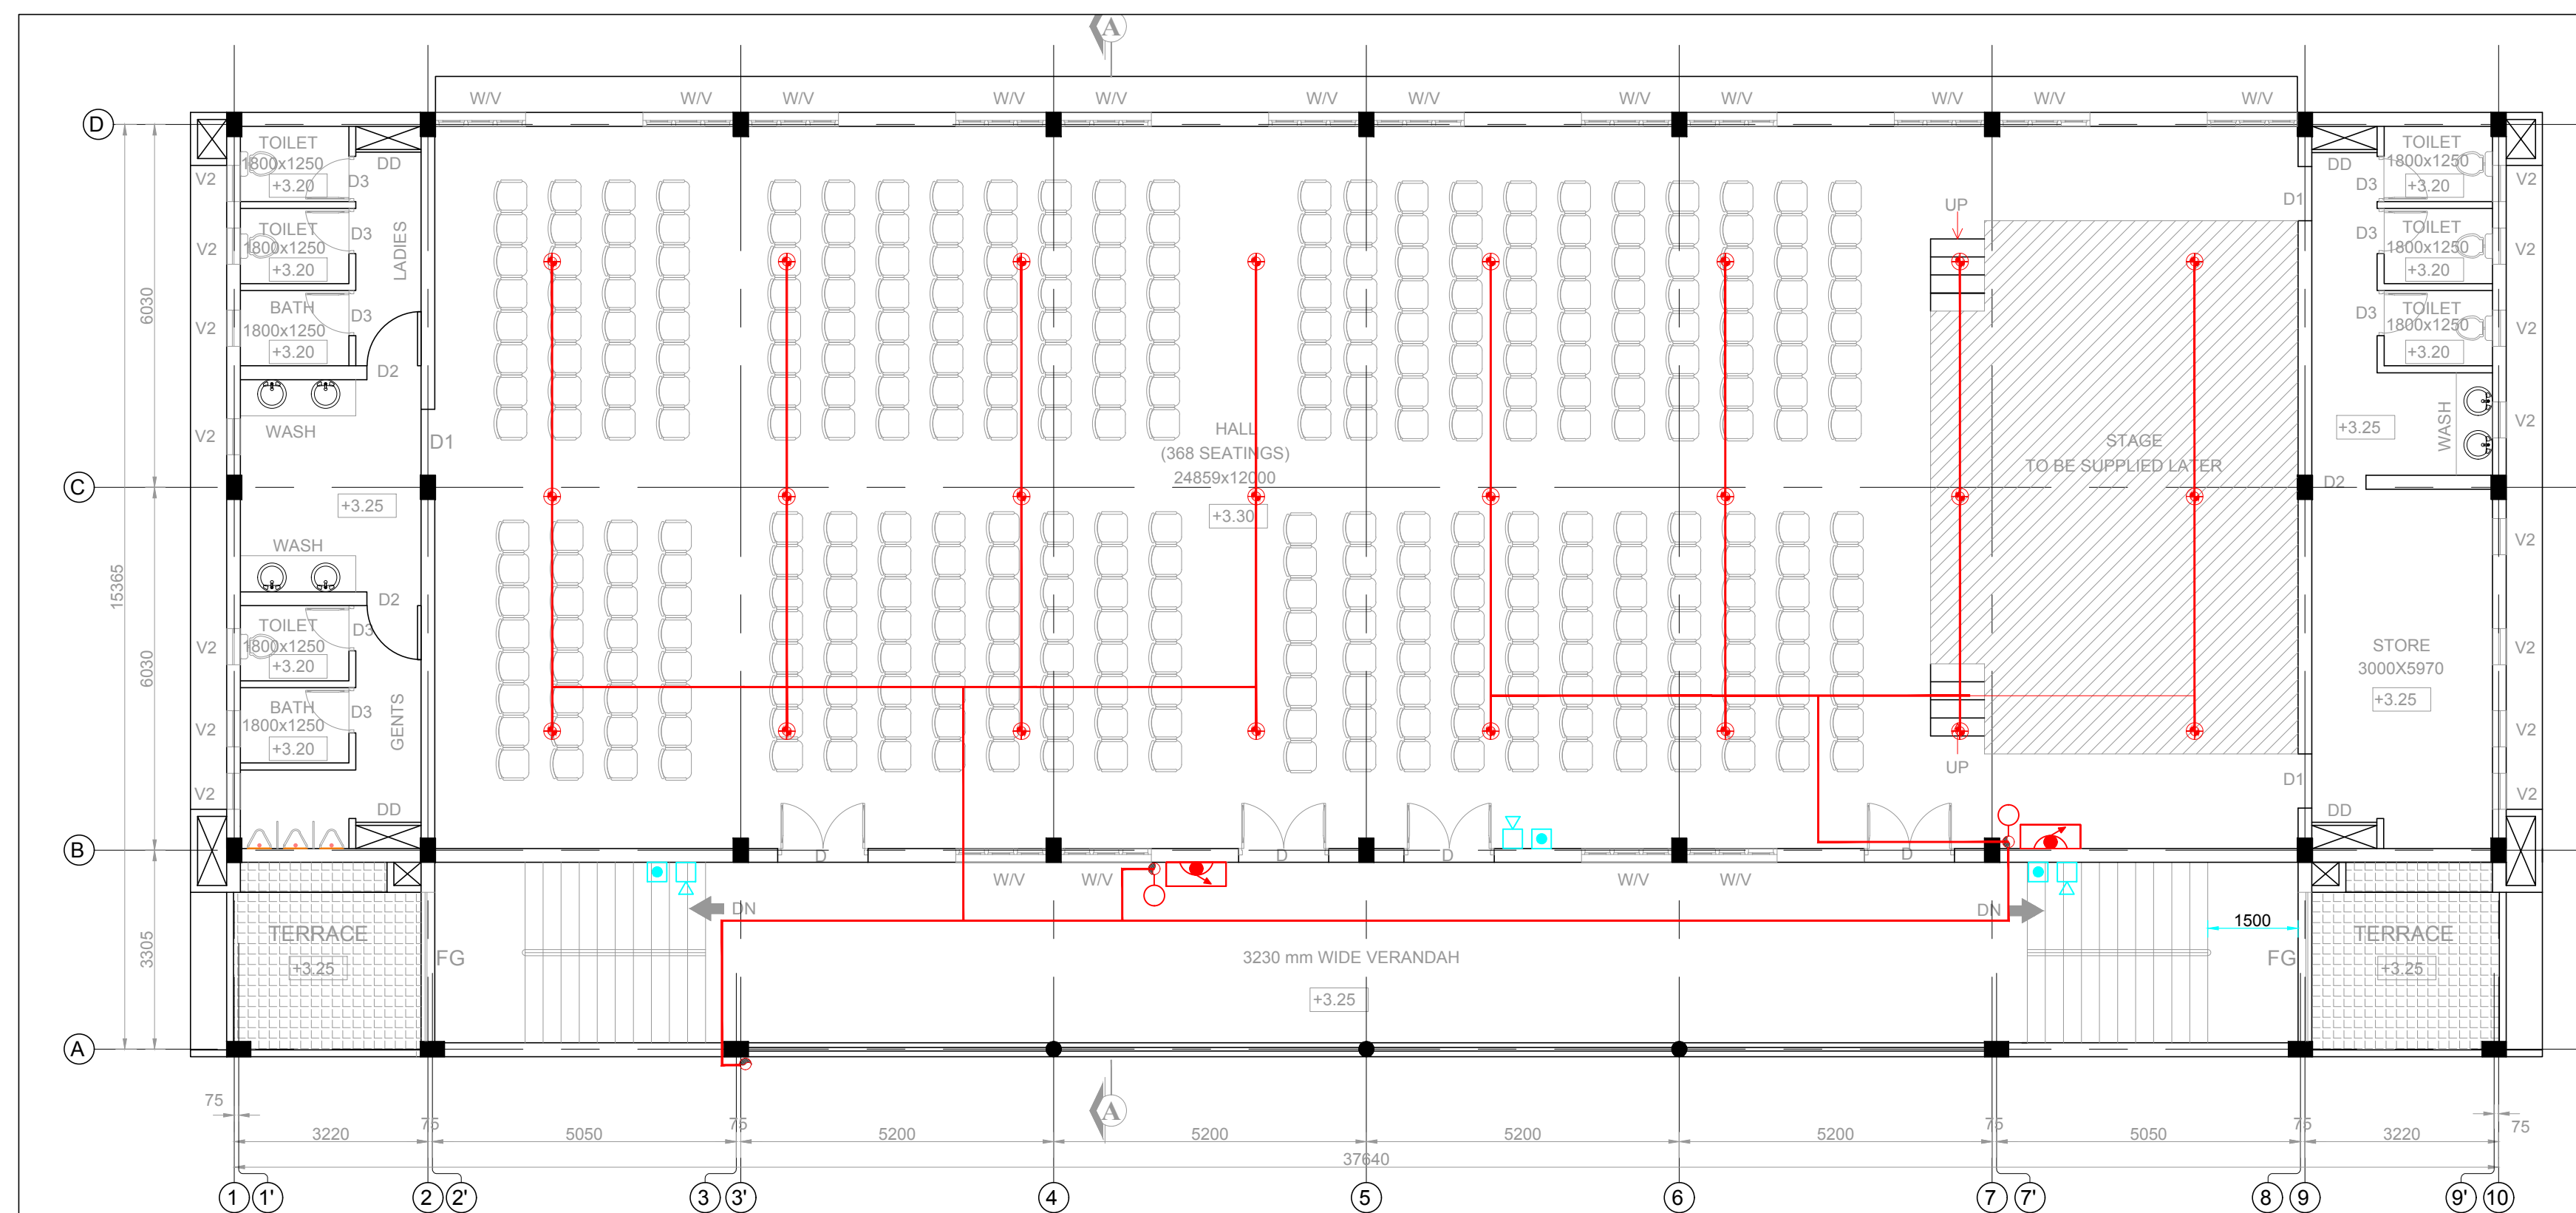 A
W/V W/V W/V W/V W/V W/V W/V W/V W/V W/V W/V W/V
D
TOILET
1800x1250
+3.20
D3
DD
V2
TOILET
1800x1250
+3.20
D3
V2
LADIES
BATH
1800x1250
+3.20
D3
V2
D2
WASH
V2
D1
C
+3.25
WASH
D2
TOILET
1800x1250
+3.20
D3
V2
BATH
1800x1250
+3.20
D3
V2
GENTS
V2
DD
6030
6030
15365
3305
HALL
(368 SEATINGS)
24859x12000
+3.30
UP
STAGE
TO BE SUPPLIED LATER
UP
D1
D1
DD
TOILET
1800x1250
+3.20
D3
V2
TOILET
1800x1250
+3.20
D3
V2
TOILET
1800x1250
+3.20
D3
V2
+3.25
WASH
V2
D2
V2
STORE
3000X5970
+3.25
V2
V2
V2
DD
B
D D D D
W/V W/V W/V W/V
DN
DN
1500
TERRACE
+3.25
FG
3230 mm WIDE VERANDAH
+3.25
FG
TERRACE
+3.25
A
A
75 75 75 75 75 75
3220 5050 5200 5200 5200 5200 5050 3220
37640
1 1' 2 2' 3 3' 4 5 6 7 7' 8 9 9' 10